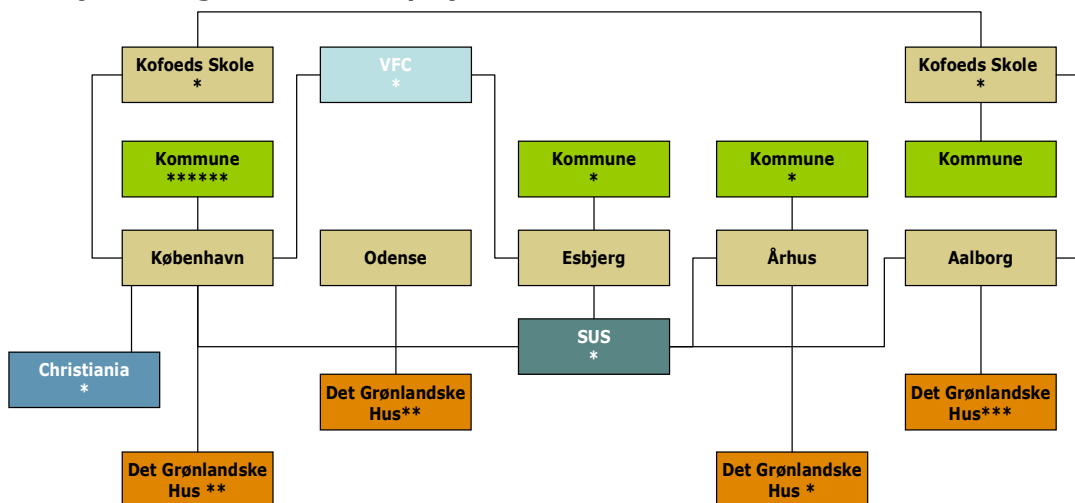 Kofoeds Skole
*
VFC
*
Kofoeds Skole
*
Kommune
******
Kommune
*
Kommune
*
Kommune
København
Odense
Esbjerg
Århus
Aalborg
SUS
*
Christiania
*
Det Grønlandske
Hus**
Det Grønlandske
Hus***
Det Grønlandske
Hus **
Det Grønlandske
Hus *